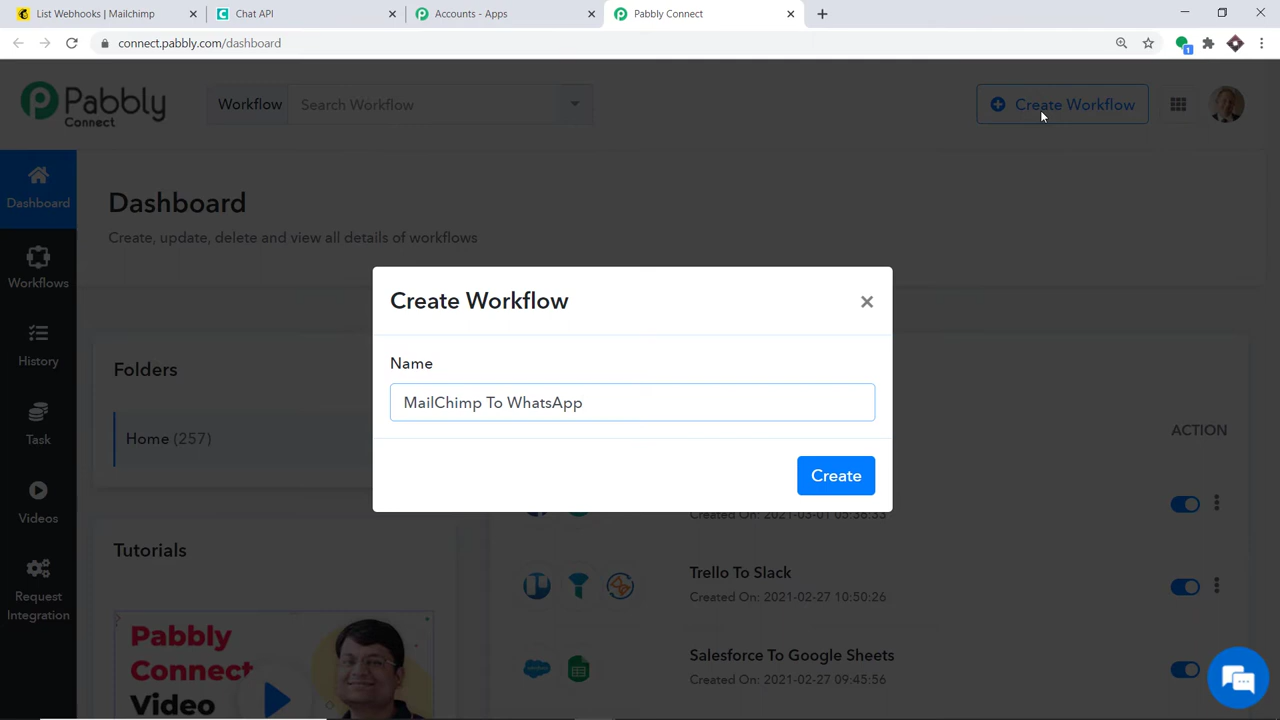 List Webhooks | Mailchimp
Chat API
Accounts - Apps
Pabbly Connect
connect.pabbly.com/dashboard
1
Pabbly
Connect
Workflow
Search Workflow
Create Workflow
Dashboard
Dashboard
Create, update, delete and view all details of workflows
Workflows
History
Task
Videos
Request
Integration
Create Workflow
Name
MailChimp To WhatsApp
Create
Folders
Home (257)
ACTION
Created On: 2021-03-01 05:36:33
Tutorials
Trello To Slack
Created On: 2021-02-27 10:50:26
Salesforce To Google Sheets
Created On: 2021-02-27 09:45:56
Pabbly
Connect
Video